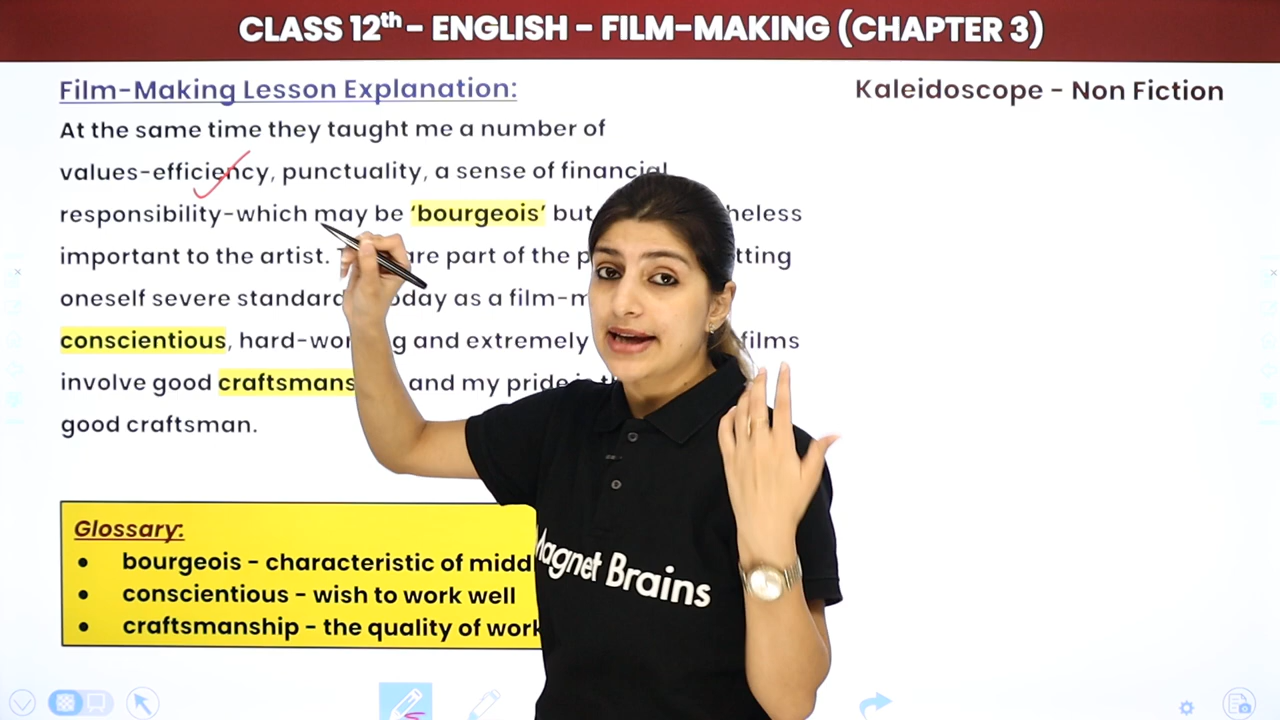 CLASS 12th - ENGLISH - FILM-MAKING (CHAPTER 3)
Film-Making Lesson Explanation:
Kaleidoscope - Non Fiction
At the same time they taught me a number of
values-efficiency, punctuality, a sense of financial
responsibility-which may be ‘bourgeois’ but
important to the artist. are part of the
oneself severe standard today as a
conscientious, hard-working and extremely films
involve good craftsmans and my pride
good craftsman.
Glossary:
• bourgeois - characteristic of
• conscientious - wish to work well
• craftsmanship - the quality of work
Magnet Brains